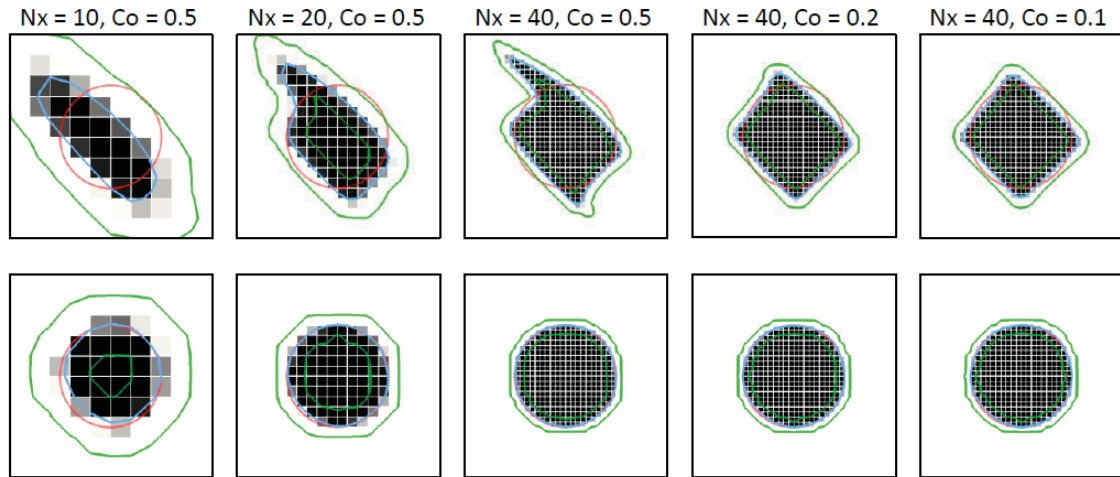 Nx = 10, Co = 0.5
Nx = 20, Co = 0.5
Nx = 40, Co = 0.5
Nx = 40, Co = 0.2
Nx = 40, Co = 0.1